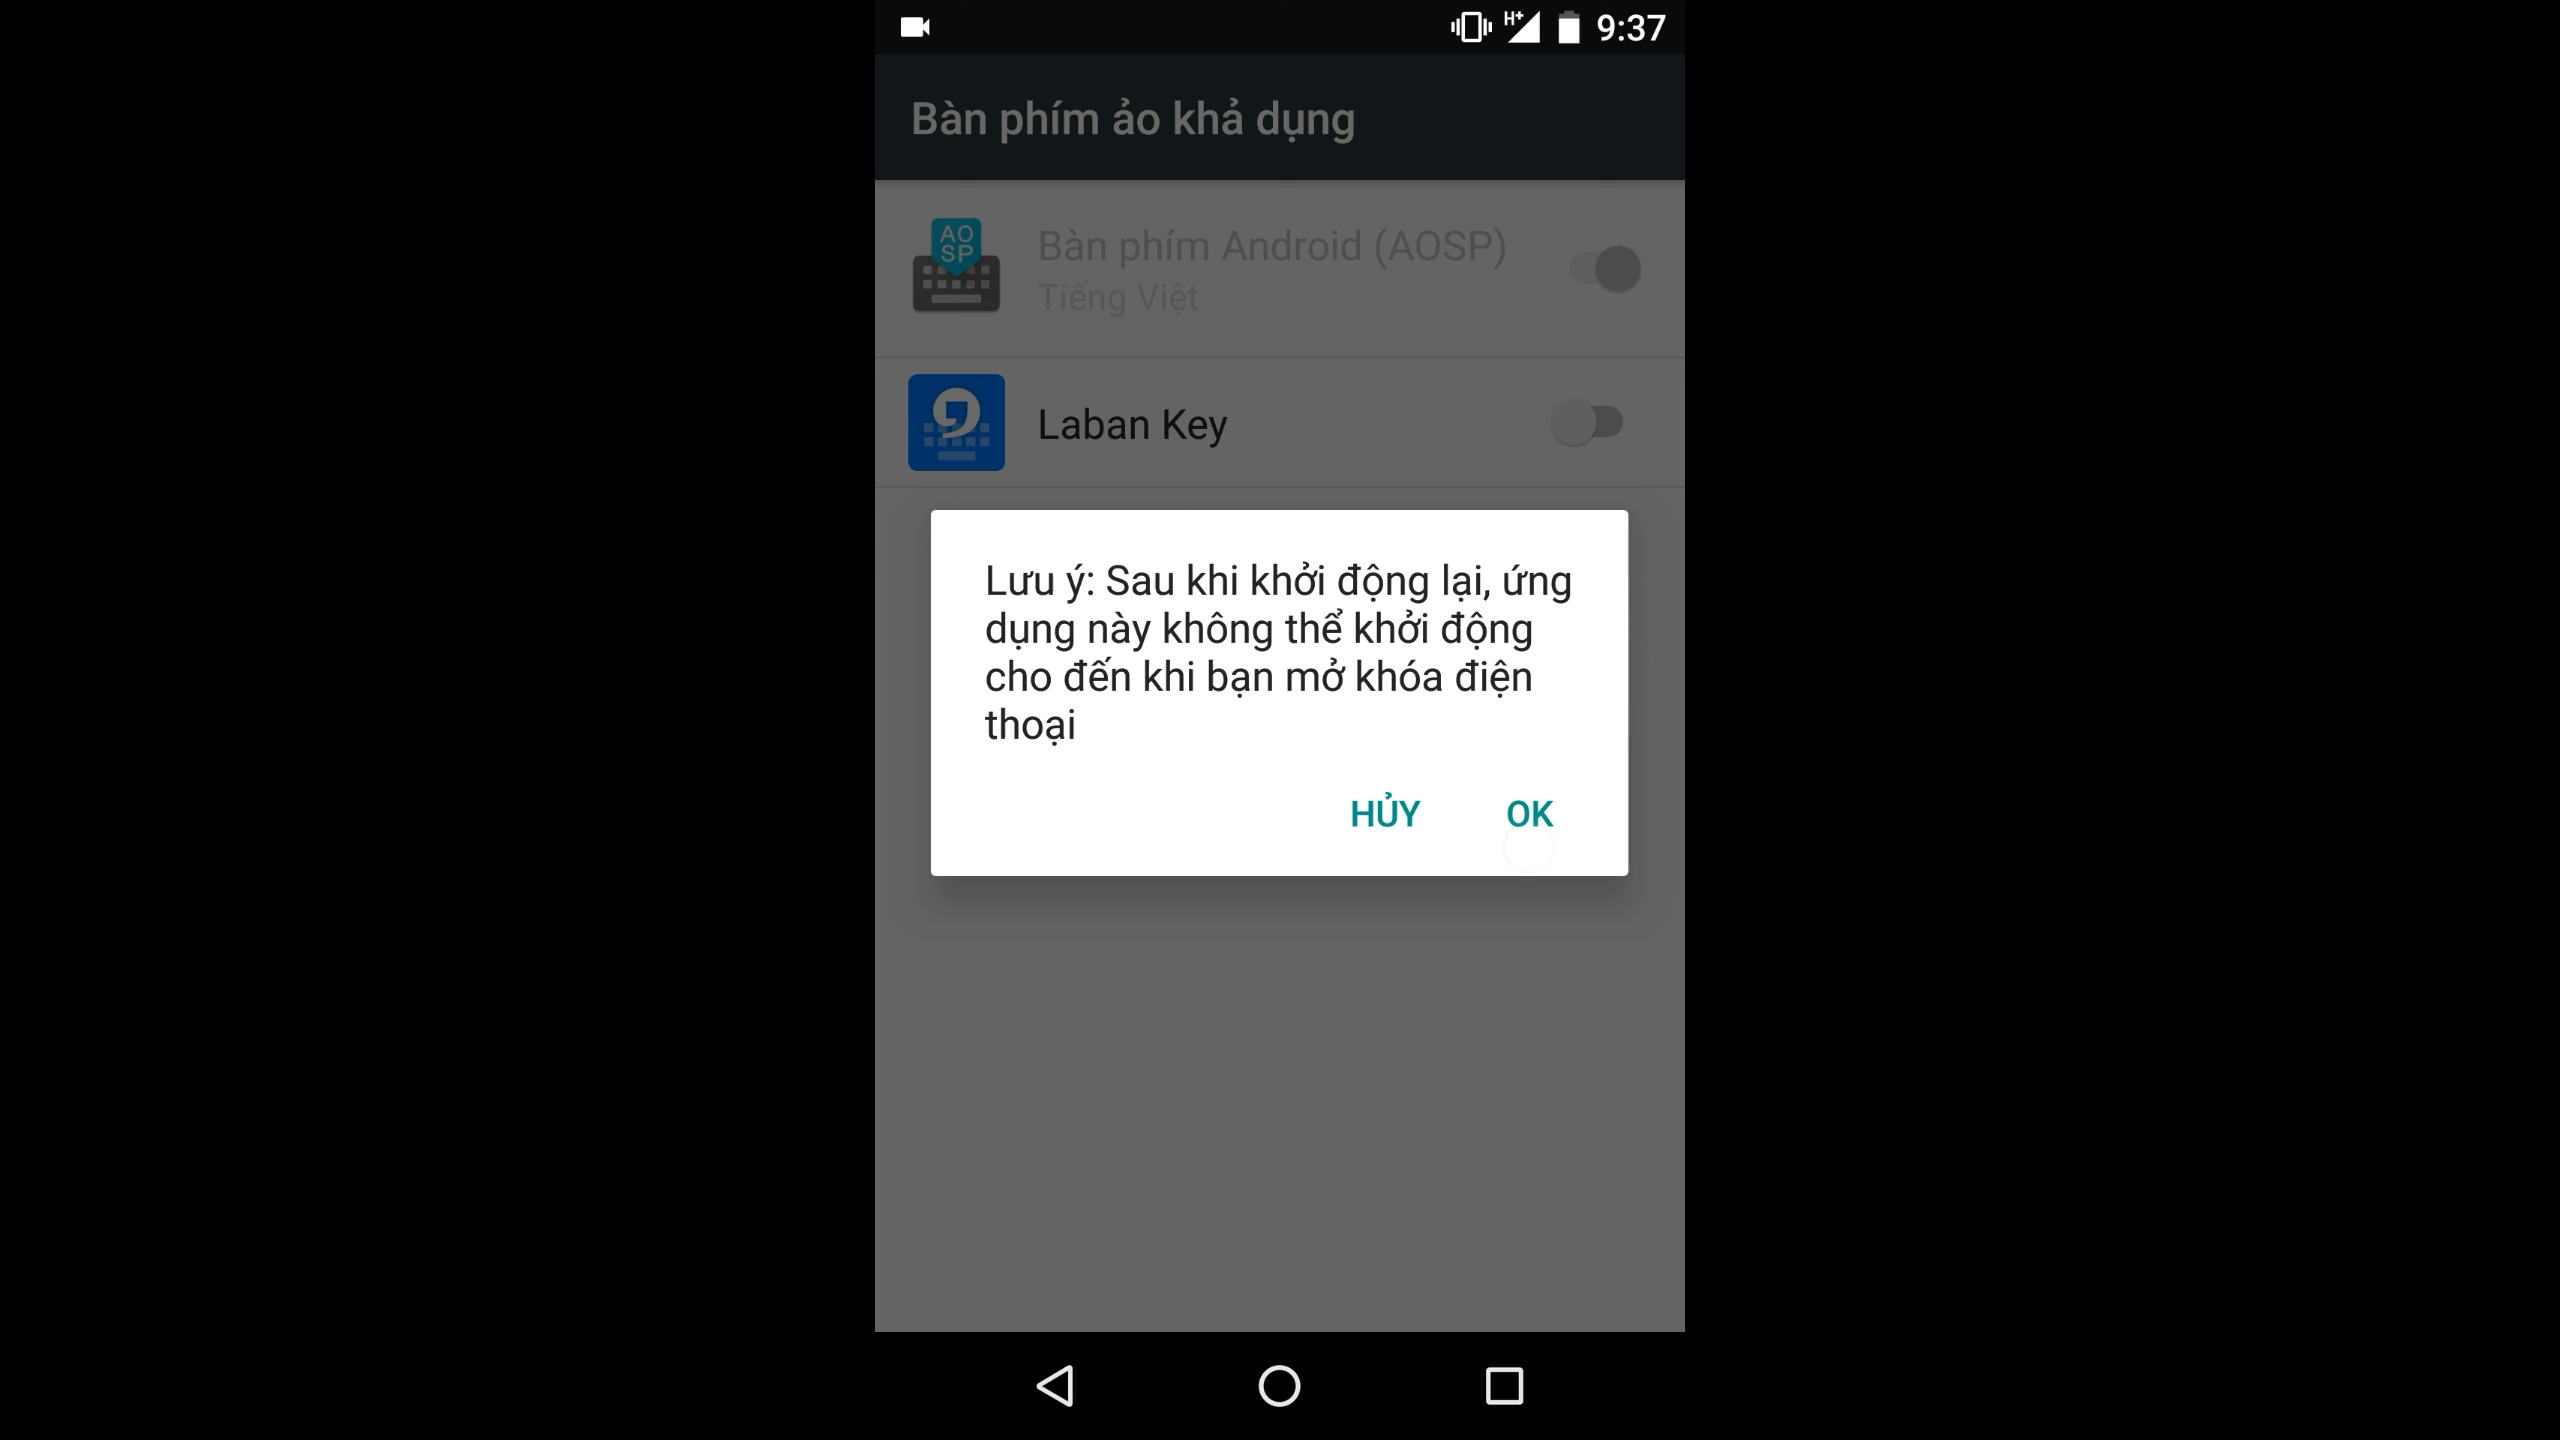 H+ 9:37
Bàn phím ảo khả dụng
AO
SP
Bàn phím Android (AOSP)
Tiếng Việt
Laban Key
Lưu ý: Sau khi khởi động lại, ứng
dụng này không thể khởi động
cho đến khi bạn mở khóa điện
thoại
HỦY OK